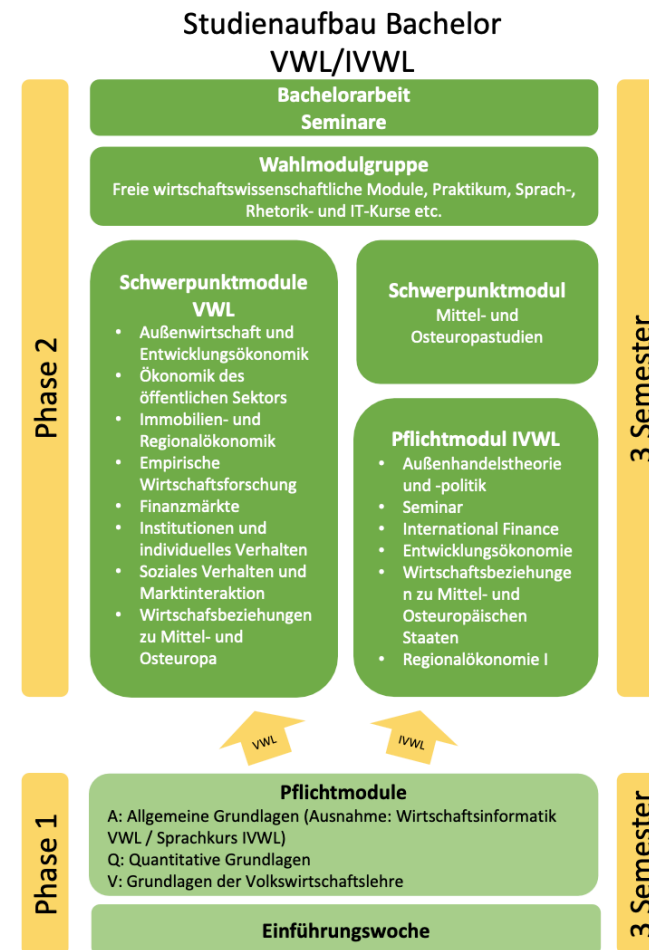 Studienaufbau Bachelor
VWL/IVWL
Phase 2
3 Semester
Bachelorarbeit
Seminare
Wahlmodulgruppe
Freie wirtschaftswissenschaftliche Module, Praktikum, Sprach-,
Rhetorik- und IT-Kurse etc.
Schwerpunktmodule
VWL
• Außenwirtschaft und
Entwicklungsökonomik
• Ökonomik des
öffentlichen Sektors
• Immobilien- und
Regionalökonomik
• Empirische
Wirtschaftsforschung
• Finanzmärkte
• Institutionen und
individuelles Verhalten
• Soziales Verhalten und
Marktinteraktion
• Wirtschafsbeziehungen
zu Mittel- und
Osteuropa
Schwerpunktmodul
Mittel- und
Osteuropastudien
Pflichtmodul IVWL
• Außenhandelstheorie
und -politik
• Seminar
• International Finance
• Entwicklungsökonomie
• Wirtschaftsbeziehunge
n zu Mittel- und
Osteuropäischen
Staaten
• Regionalökonomie I
VWL
IVWL
Phase 1
3 Semester
Pflichtmodule
A: Allgemeine Grundlagen (Ausnahme: Wirtschaftsinformatik
VWL / Sprachkurs IVWL)
Q: Quantitative Grundlagen
V: Grundlagen der Volkswirtschaftslehre
Einführungswoche